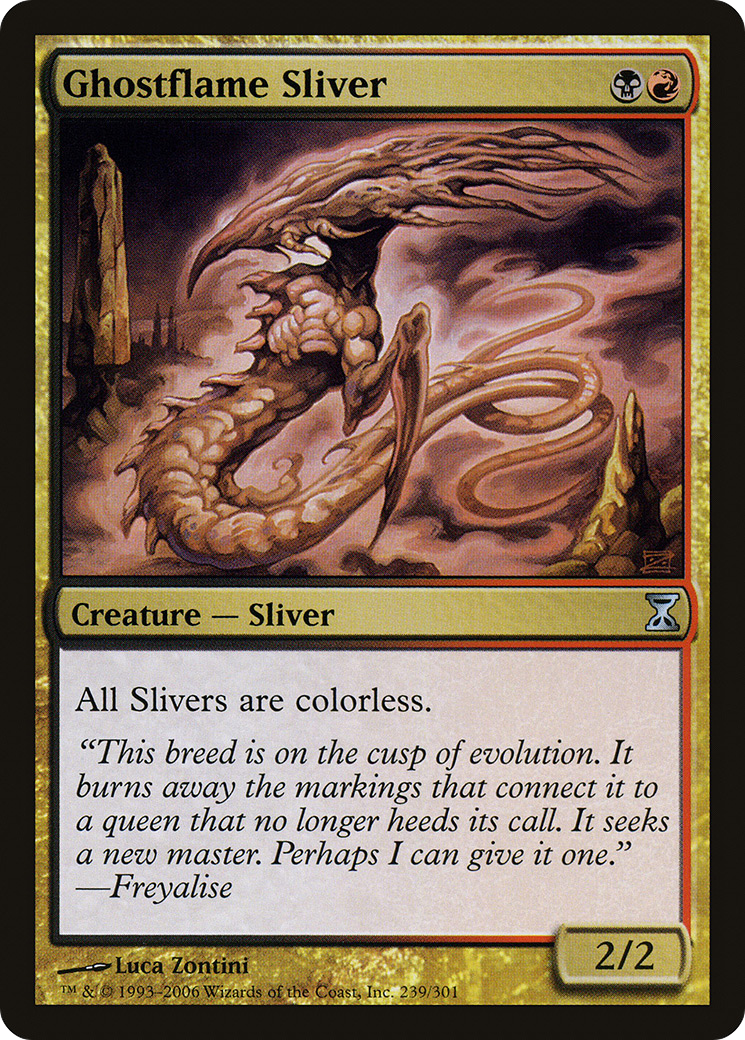 Ghostflame Sliver
Creature — Sliver
All Slivers are colorless.
“This breed is on the cusp of evolution. It
burns away the markings that connect it to
a queen that no longer heeds its call. It seeks
a new master. Perhaps I can give it one.”
—Freyalise
2/2
Luca Zontini
™ & © 1993–2006 Wizards of the Coast, Inc. 239/301